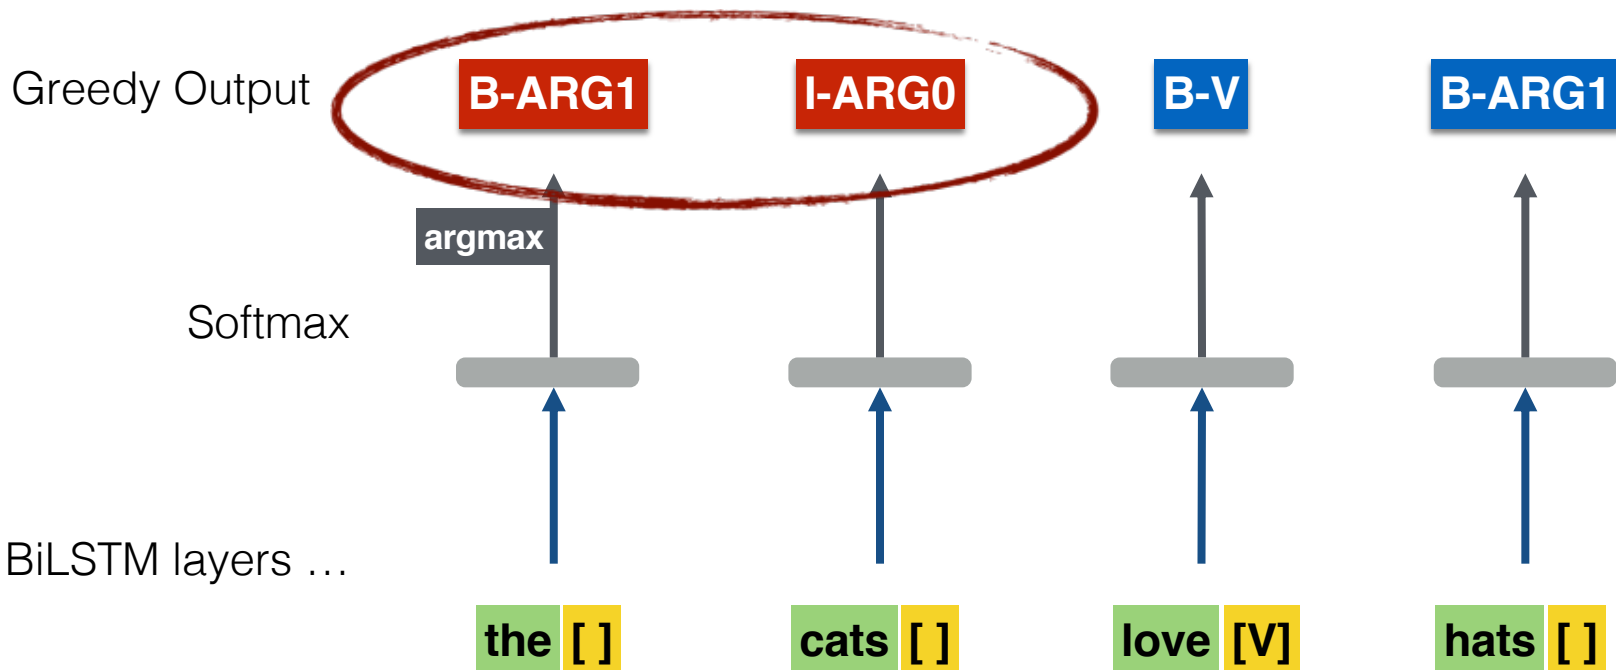 Greedy Output B-ARG1 I-ARG0 B-V B-ARG1
argmax
Softmax
BiLSTM layers …
the [ ] cats [ ] love [V] hats [ ]